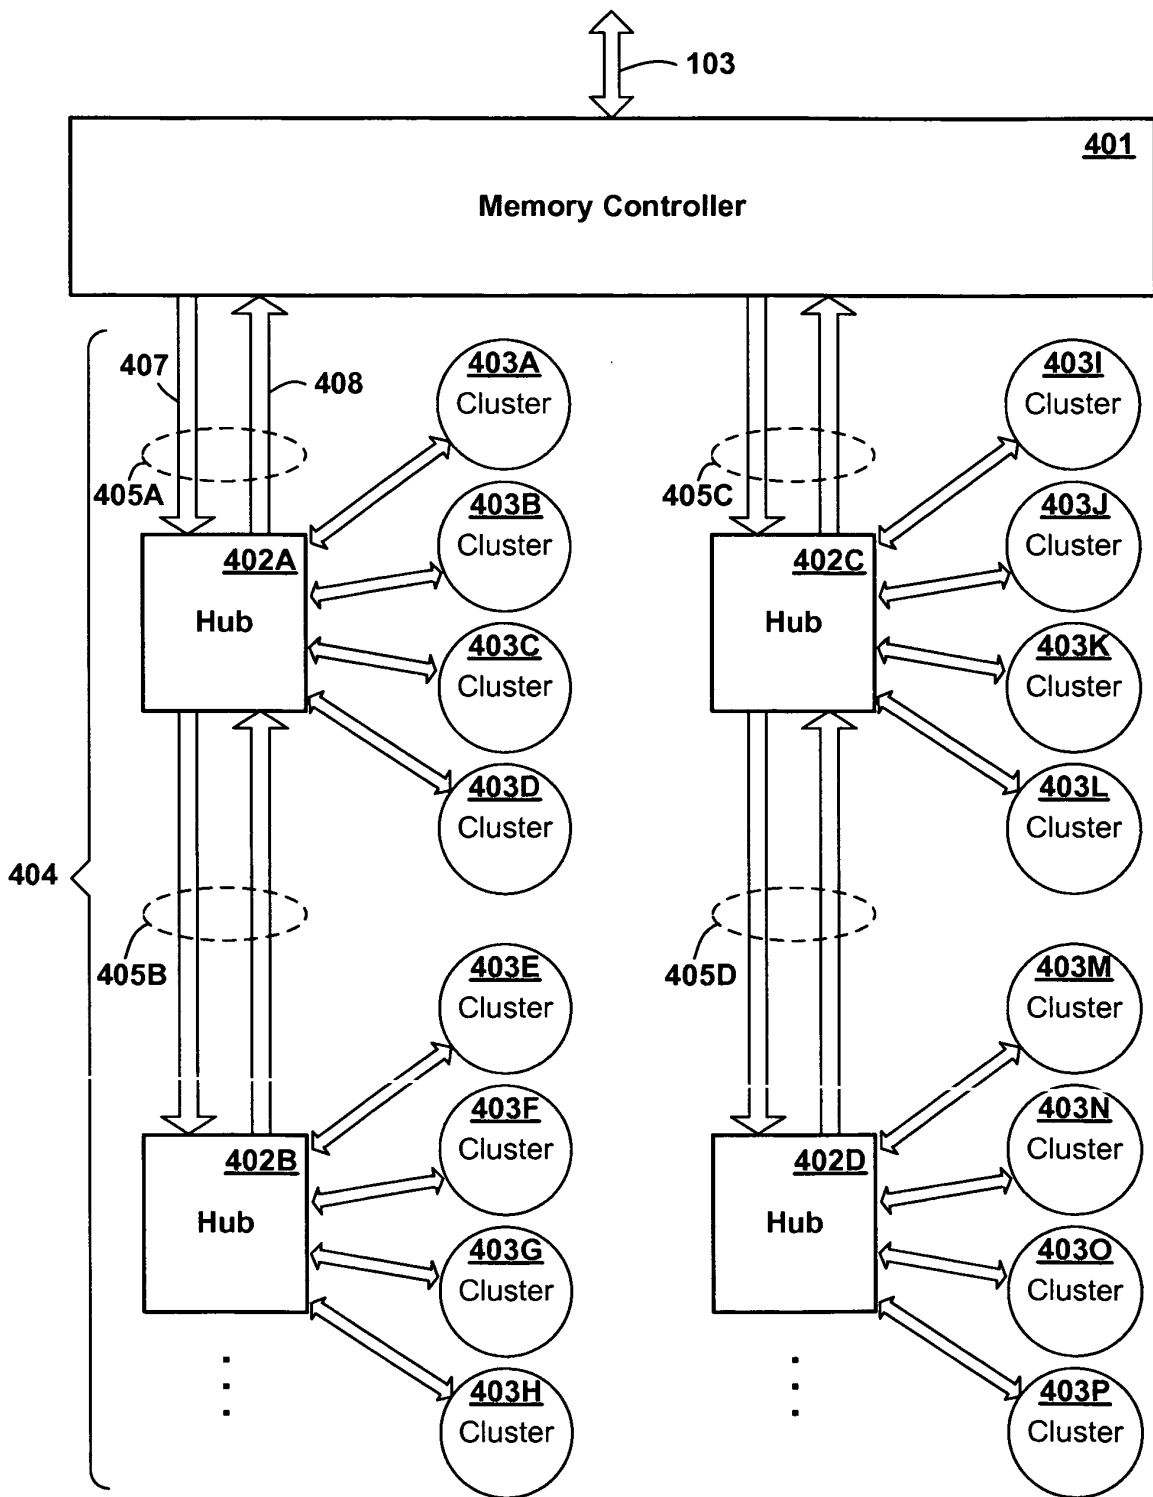 103
401
Memory Controller
407
408
403A
Cluster
403I
Cluster
405A
405C
403B
Cluster
403J
Cluster
402A
Hub
402C
Hub
403C
Cluster
403K
Cluster
403D
Cluster
403L
Cluster
404
405B
405D
403E
Cluster
403M
Cluster
403F
Cluster
403N
Cluster
402B
Hub
402D
Hub
403G
Cluster
403O
Cluster
403H
Cluster
403P
Cluster